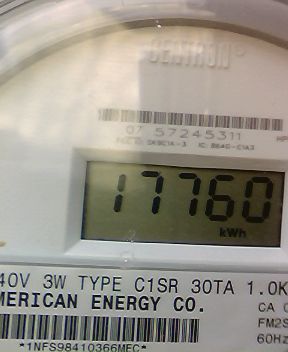 CENTRON®
07 57245311
17760
kWh
40V 3W TYPE C1SR 30TA 1.0K
MERICAN ENERGY CO.
CA
FM2S
60Hz
*1NFS98410366MEC*